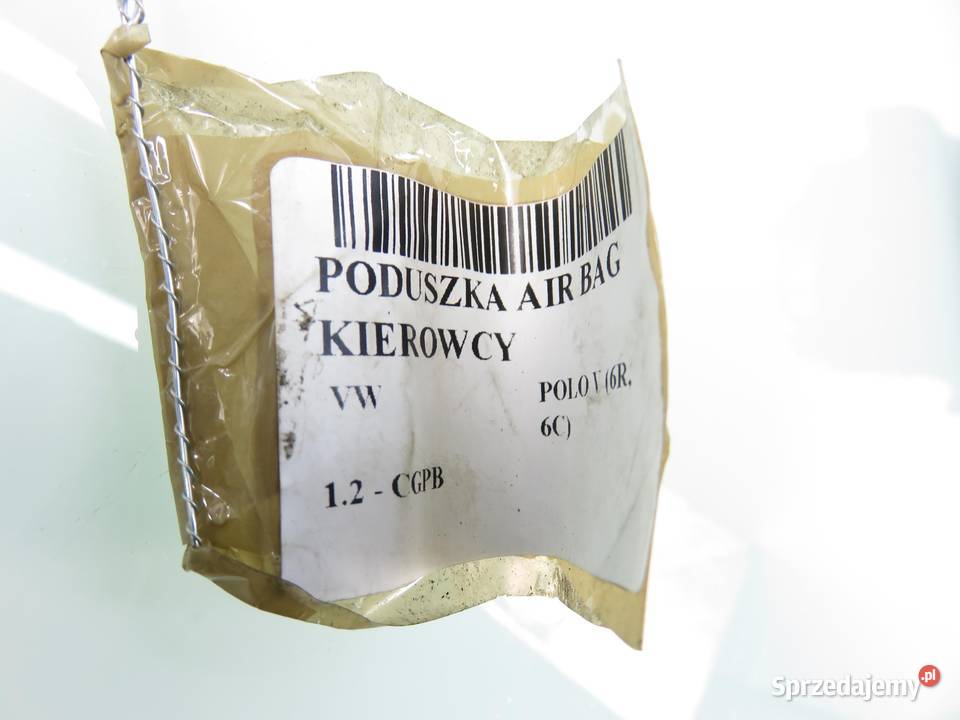 PODUSZKA AIR BAG
KIEROWCY
VW POLO V (6R,
6C)
1.2 - CGPB
Sprzedajemy.pl